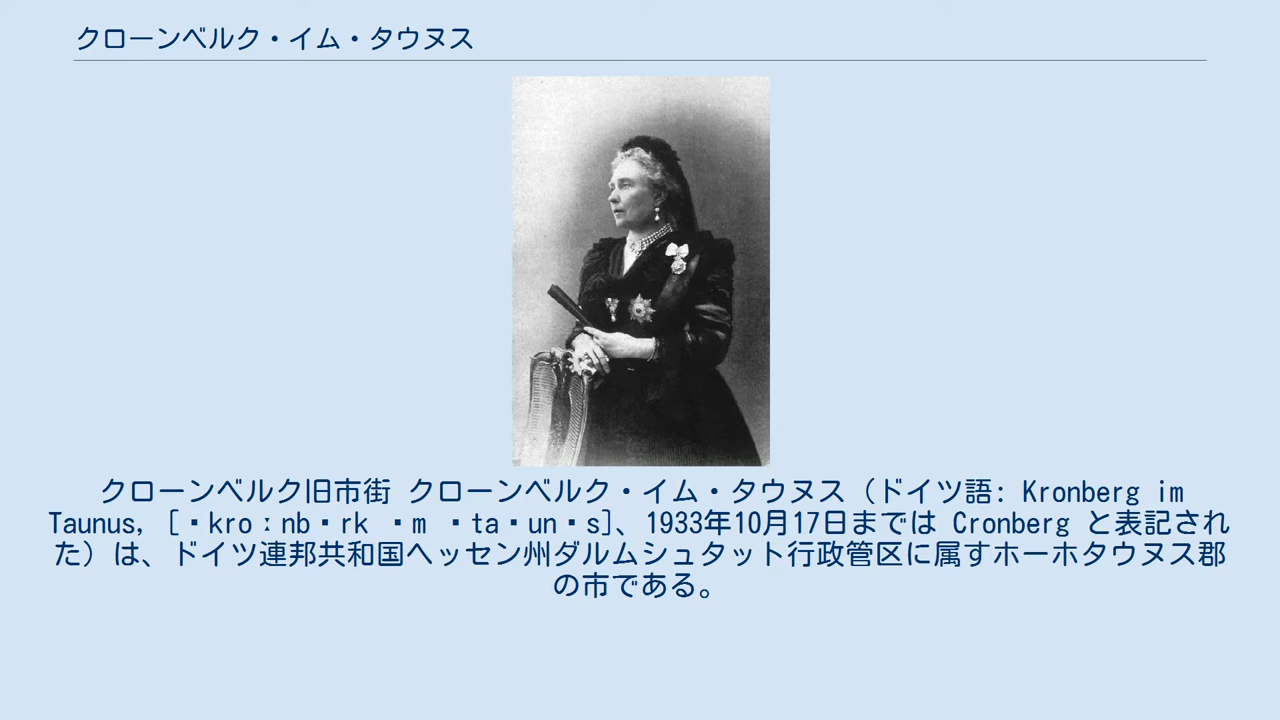 クローンベルク・イム・タウヌス
クローンベルク旧市街 クローンベルク・イム・タウヌス（ドイツ語: Kronberg im
Taunus, [▪kroːnb▪rk ▪m ▪ta▪un▪s]、1933年10月17日までは Cronberg と表記され
た）は、ドイツ連邦共和国ヘッセン州ダルムシュタット行政管区に属すホーホタウヌス郡
の市である。